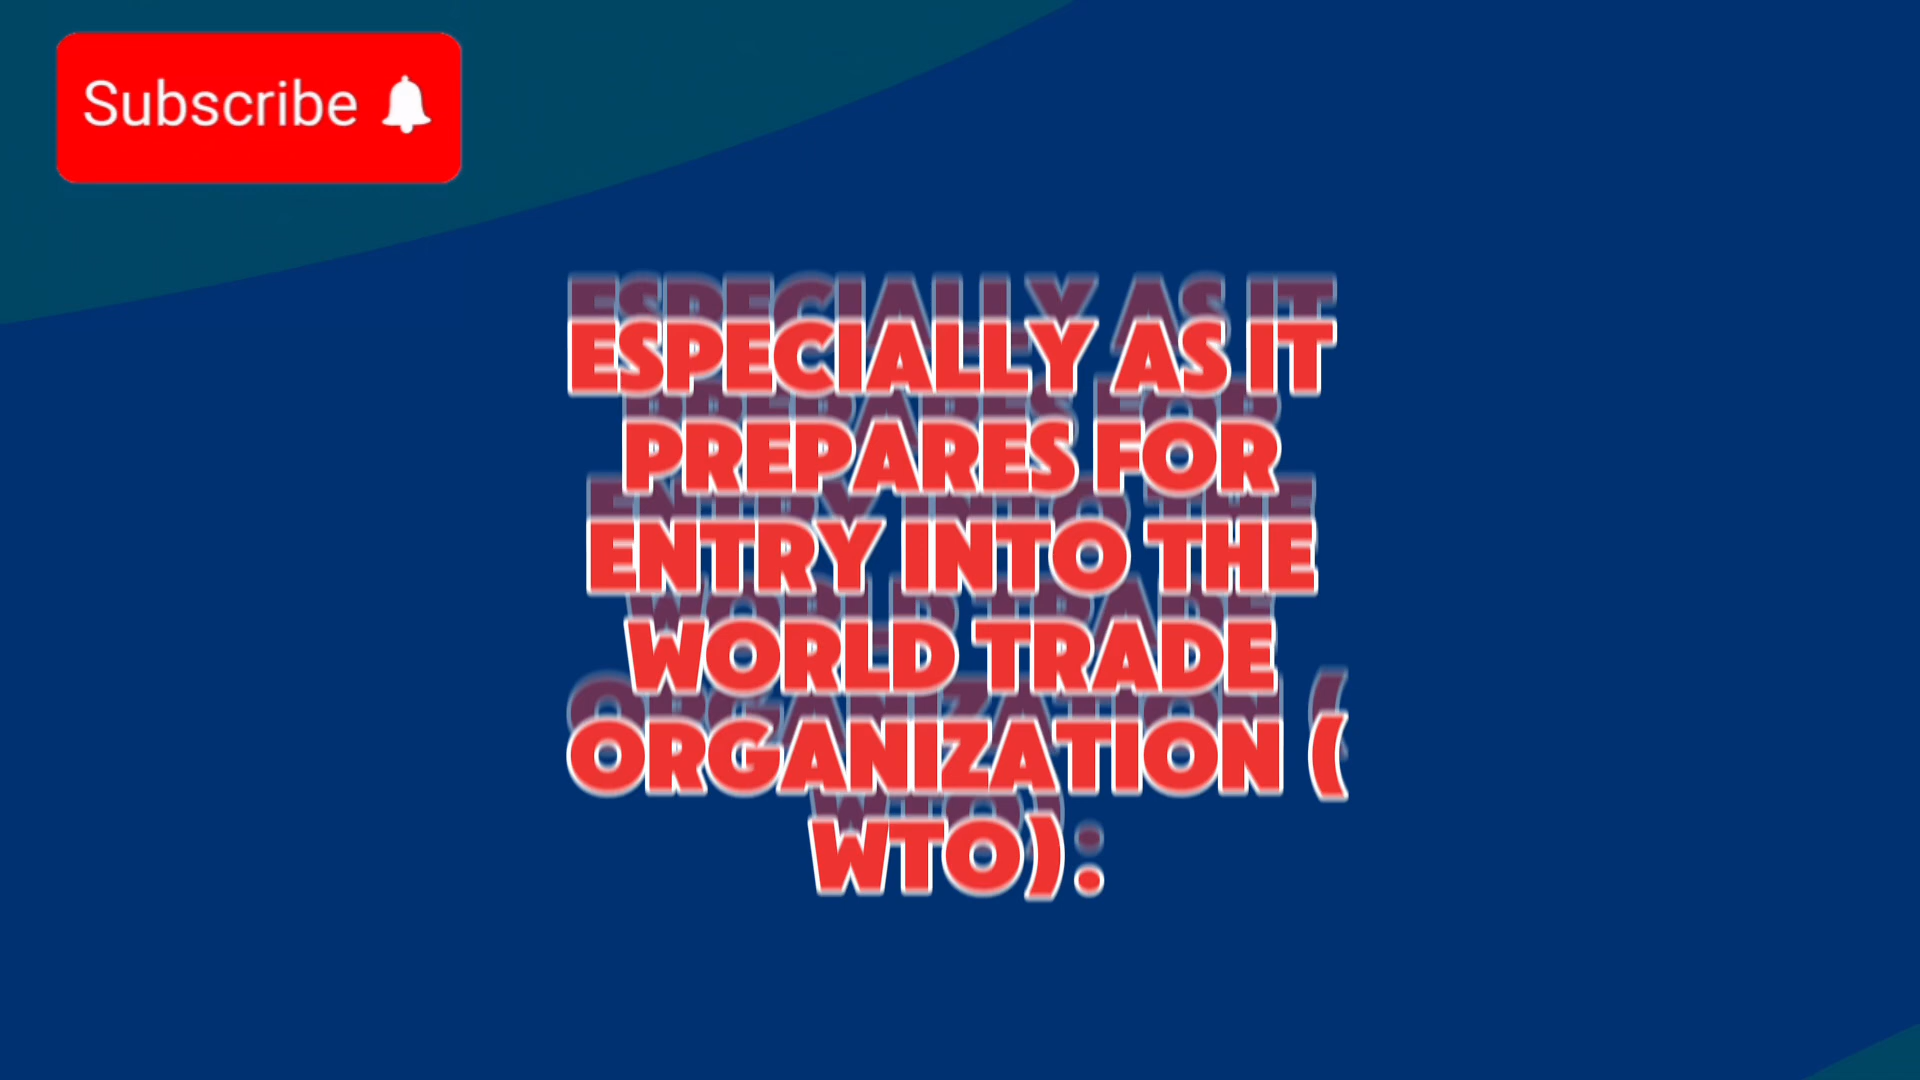 Subscribe
ESPECIALLY AS IT
PREPARES FOR
ENTRY INTO THE
WORLD TRADE
ORGANIZATION (
WTO).